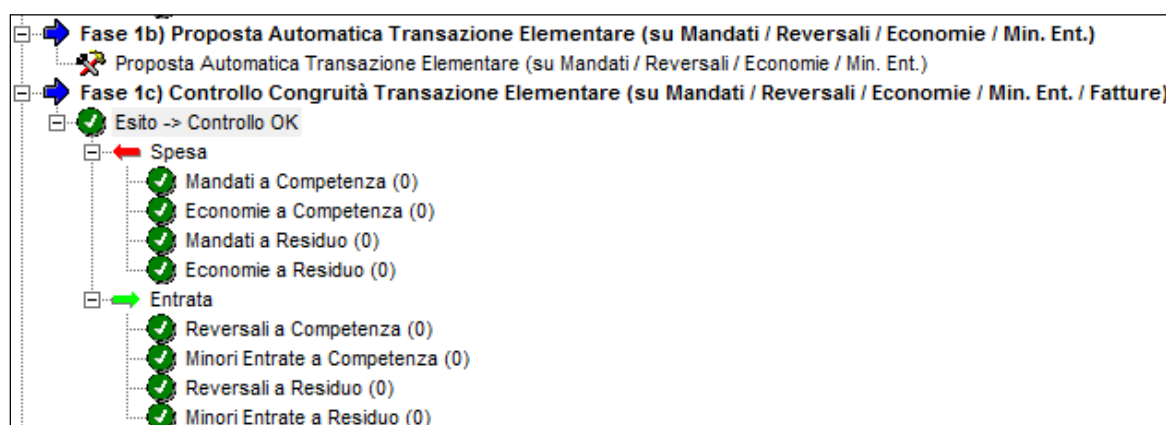 Fase 1b) Proposta Automatica Transazione Elementare (su Mandati / Reversali / Economie / Min. Ent.)
Proposta Automatica Transazione Elementare (su Mandati / Reversali / Economie / Min. Ent.)
Fase 1c) Controllo Congruità Transazione Elementare (su Mandati / Reversali / Economie / Min. Ent. / Fatture)
Esito -> Controllo OK
Spesa
Mandati a Competenza (0)
Economie a Competenza (0)
Mandati a Residuo (0)
Economie a Residuo (0)
Entrata
Reversali a Competenza (0)
Minori Entrate a Competenza (0)
Reversali a Residuo (0)
Minori Entrate a Residuo (0)